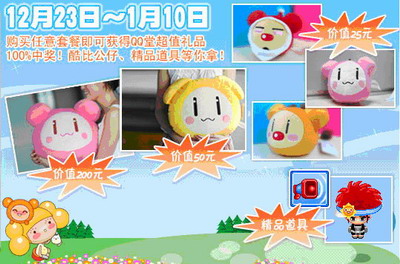 12月23日～1月10日
购买任意套餐即可获得QQ堂超值礼品
100%中奖！酷比公仔、精品道具等你拿！
价值25元
价值200元
价值50元
精品道具